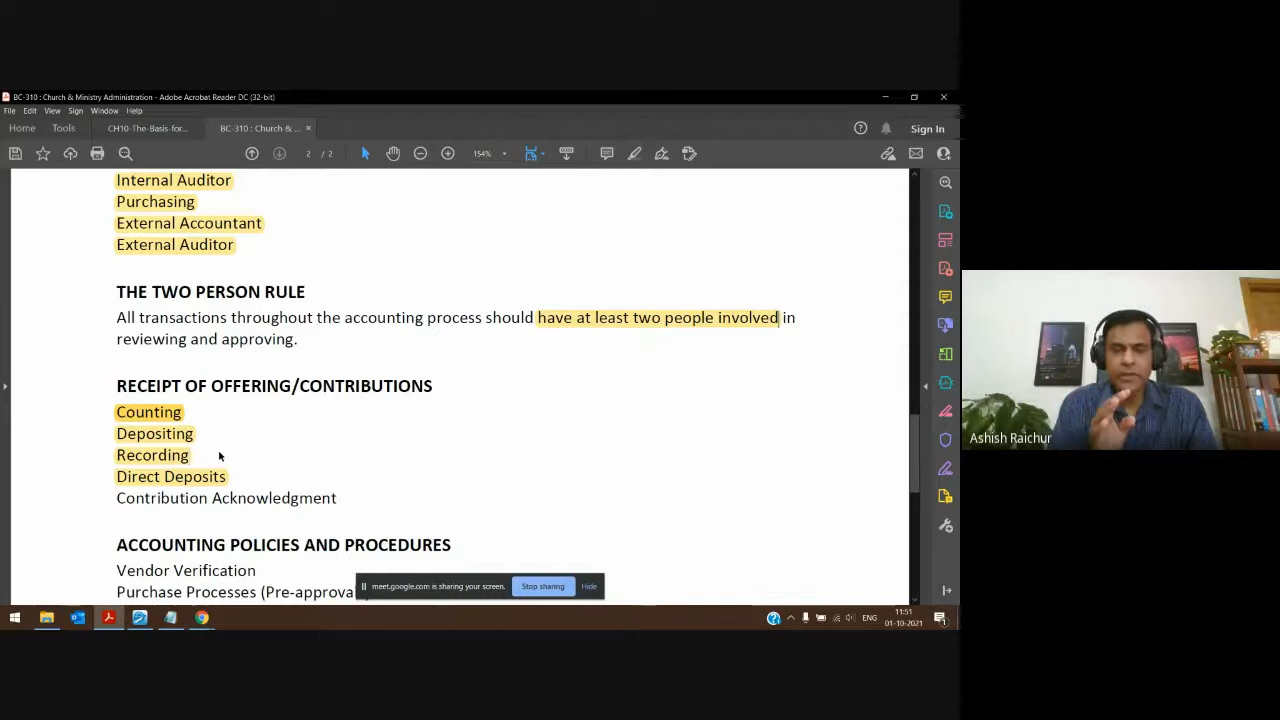 BC-310 : Church & Ministry Administration - Adobe Acrobat Reader DC (32-bit)
File Edit View Sign Window Help
Home Tools CH10-The-Basis-for... BC-310 : Church & ... × Sign In
2 / 2 154%
Internal Auditor
Purchasing
External Accountant
External Auditor
THE TWO PERSON RULE
All transactions throughout the accounting process should have at least two people involved in
reviewing and approving.
RECEIPT OF OFFERING/CONTRIBUTIONS
Counting
Depositing
Recording
Direct Deposits
Contribution Acknowledgment
ACCOUNTING POLICIES AND PROCEDURES
Vendor Verification
Purchase Processes (Pre-approva
meet.google.com is sharing your screen. Stop sharing Hide
Ashish Raichur
ENG
11:51
01-10-2021